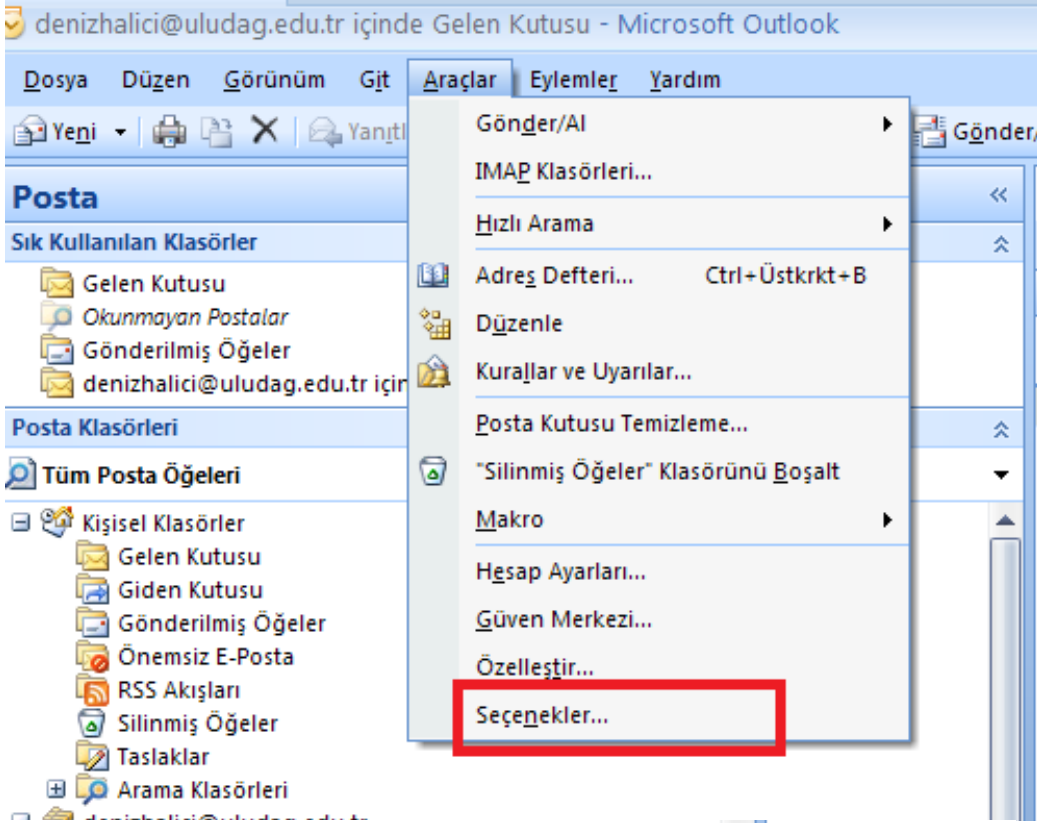 denizhalici@uludag.edu.tr içinde Gelen Kutusu - Microsoft Outlook
Dosya Düzen Görünüm Git Araçlar Eylemler Yardım
Yeni Yanıtl Gönder/
Gönder/Al
IMAP Klasörleri...
Hızlı Arama
Adres Defteri... Ctrl+Üstkrkt+B
Düzenle
Kurallar ve Uyarılar...
Posta Kutusu Temizleme...
"Silinmiş Öğeler" Klasörünü Boşalt
Makro
Hesap Ayarları...
Güven Merkezi...
Özelleştir...
Seçenekler...
Posta
Sık Kullanılan Klasörler
Gelen Kutusu
Okunmayan Postalar
Gönderilmiş Öğeler
denizhalici@uludag.edu.tr için
Posta Klasörleri
Tüm Posta Öğeleri
Kişisel Klasörler
Gelen Kutusu
Giden Kutusu
Gönderilmiş Öğeler
Önemsiz E-Posta
RSS Akışları
Silinmiş Öğeler
Taslaklar
Arama Klasörleri
denizhalici@uludag.edu.tr